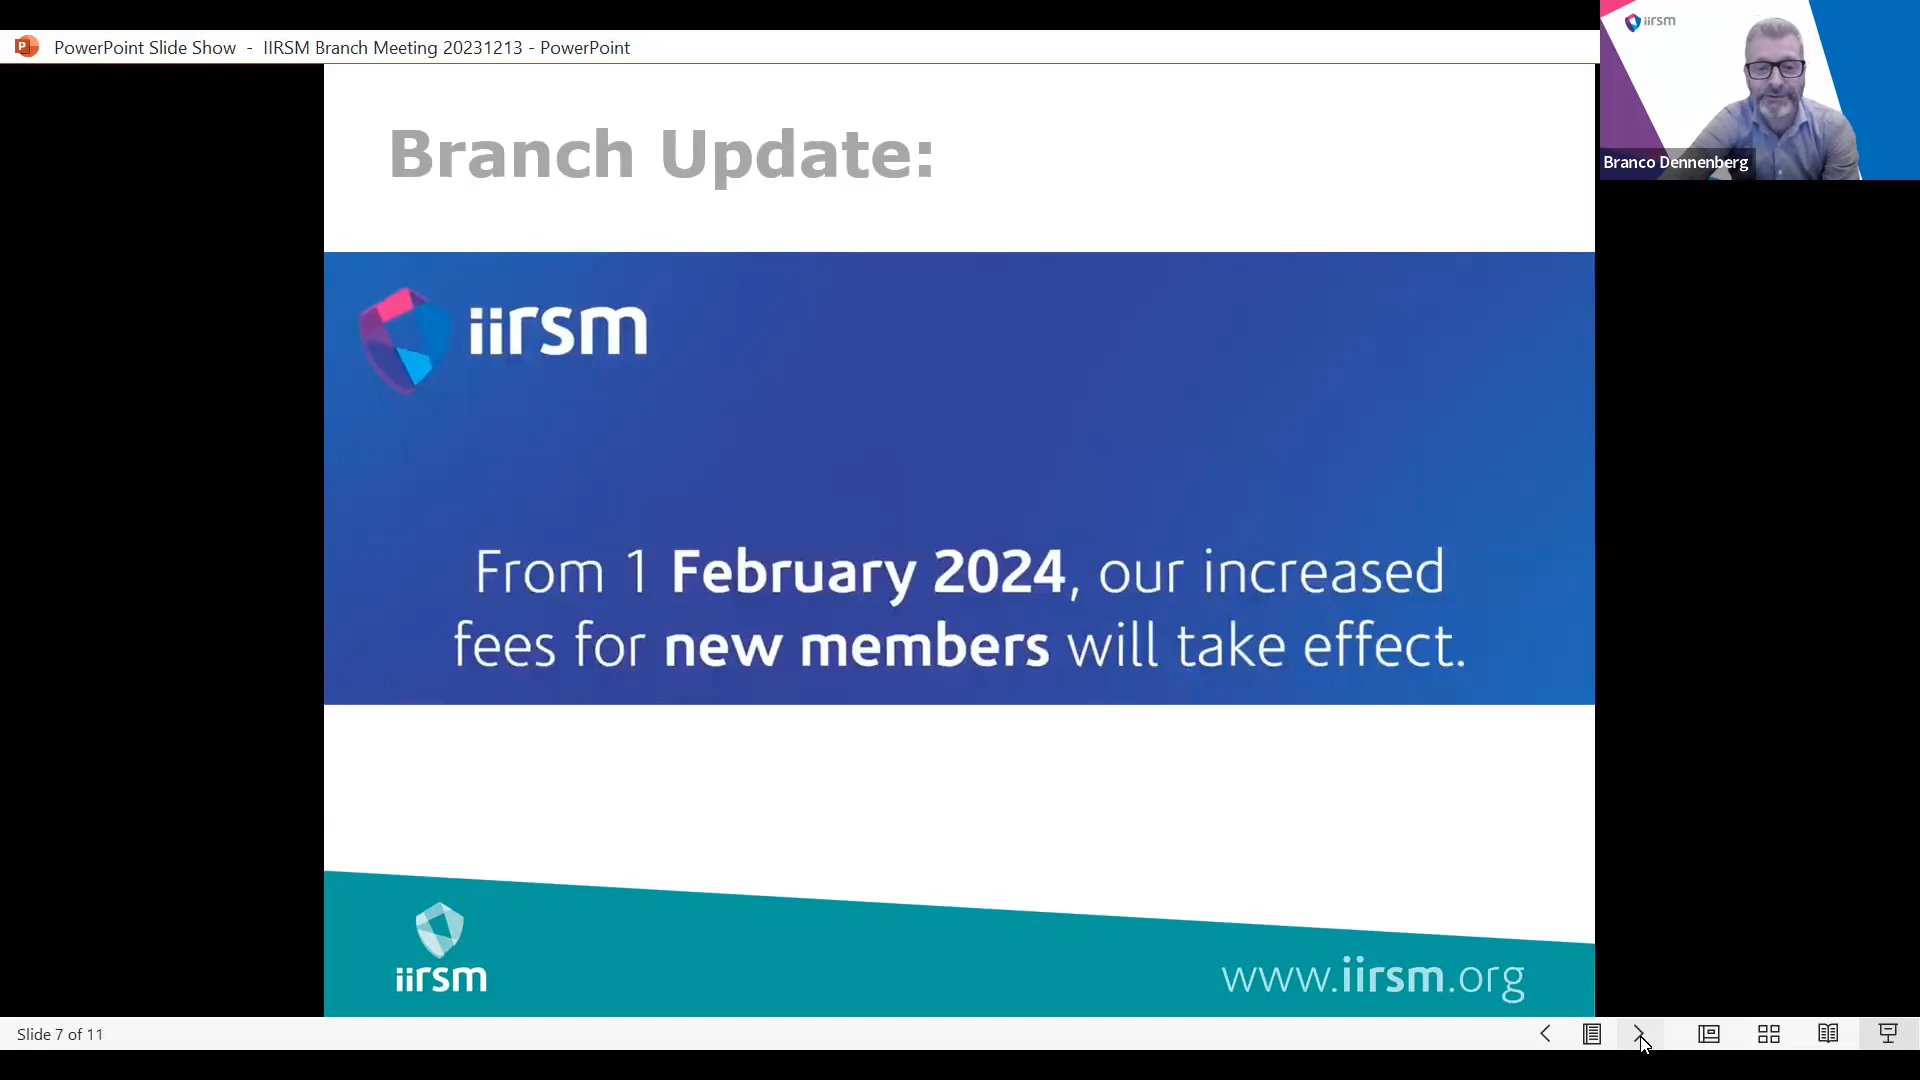 PowerPoint Slide Show - IIRSM Branch Meeting 20231213 - PowerPoint
iirsm
Branco Dennenberg
Branch Update:
iirsm
From 1 February 2024, our increased
fees for new members will take effect.
iirsm
www.iirsm.org
Slide 7 of 11